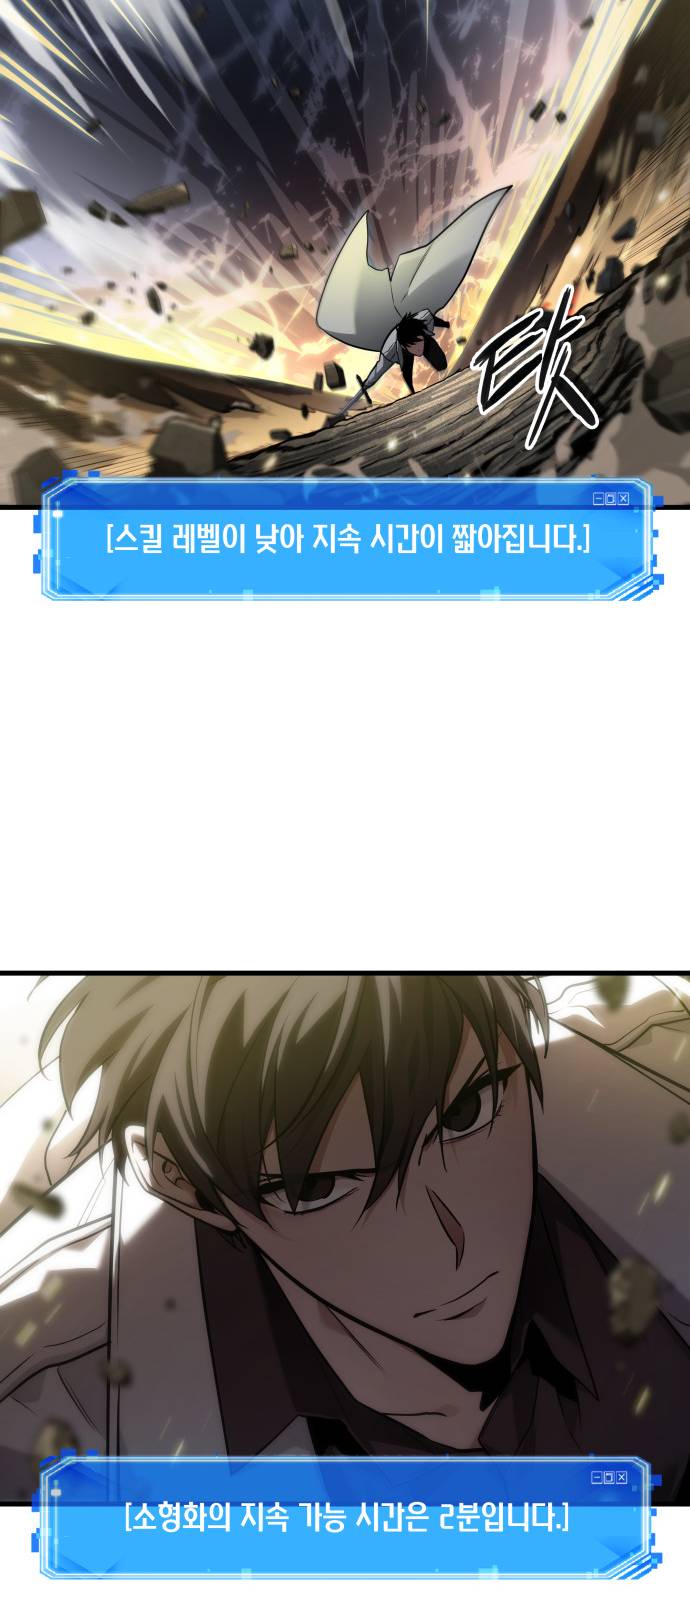 탓
[스킬 레벨이 낮아 지속 시간이 짧아집니다.]
[소형화의 지속 가능 시간은 2분입니다.]